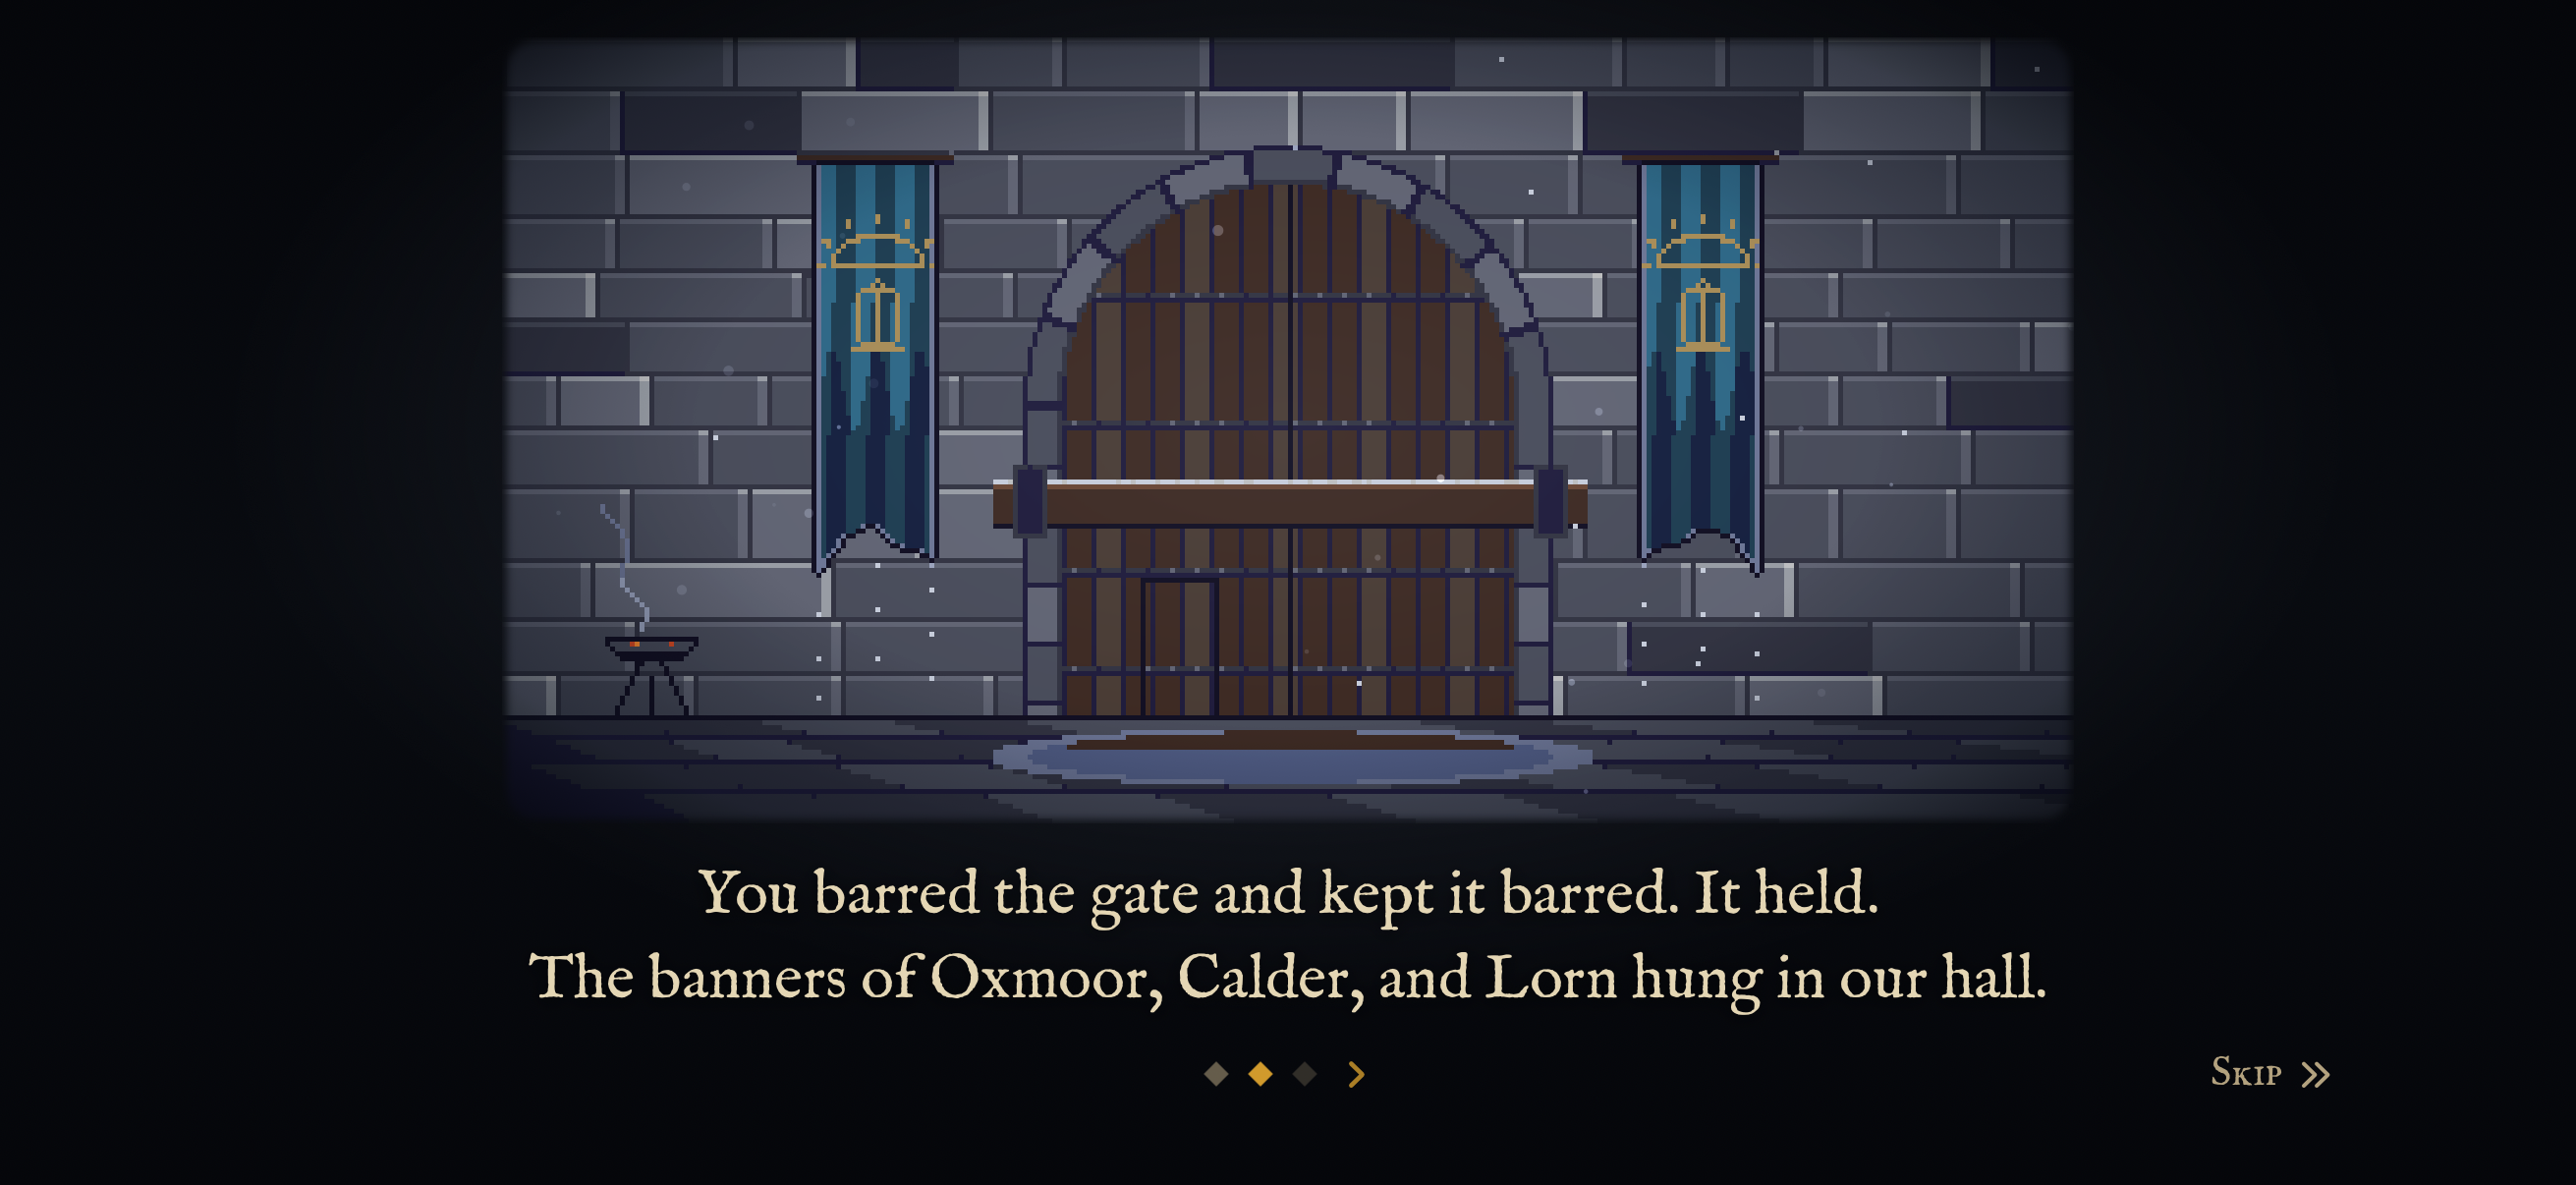 You barred the gate and kept it barred. It held.
The banners of Oxmoor, Calder, and Lorn hung in our hall.
Skip